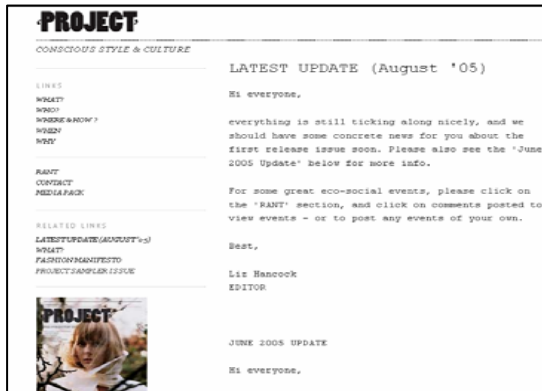 PROJECT
CONSCIOUS STYLE & CULTURE
LINKS
WHAT?
WHO?
WHERE & HOW?
WHEN
WHY
RANT
CONTACT
MEDIA PACK
RELATED LINKS
LATEST UPDATE (AUGUST '05)
WHAT?
FASHION MANIFESTO
PROJECT SAMPLER ISSUE
PROJECT
LATEST UPDATE (August '05)
Hi everyone,
everything is still ticking along nicely, and we
should have some concrete news for you about the
first release issue soon. Please also see the 'June
2005 Update' below for more info.
For some great eco-social events, please click on
the 'RANT' section, and click on comments posted to
view events - or to post any events of your own.
Best,
Liz Hancock
EDITOR
JUNE 2005 UPDATE
Hi everyone,